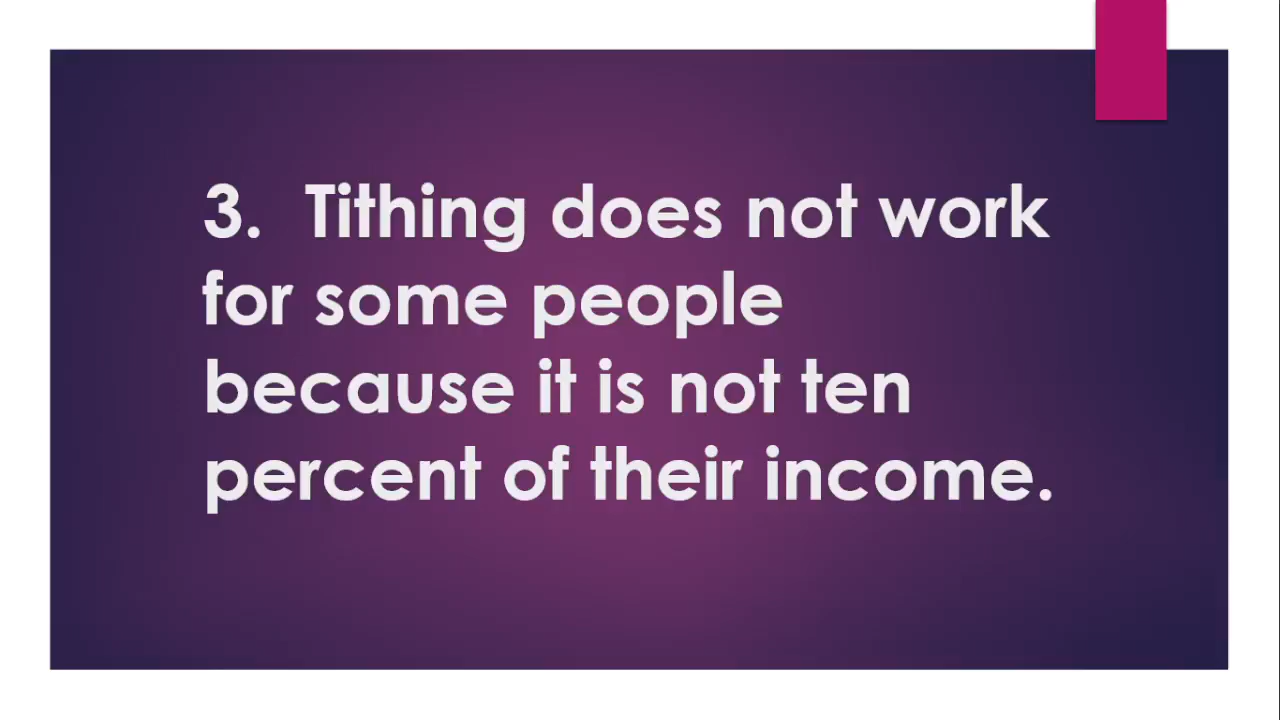 3.  Tithing does not work
for some people
because it is not ten
percent of their income.